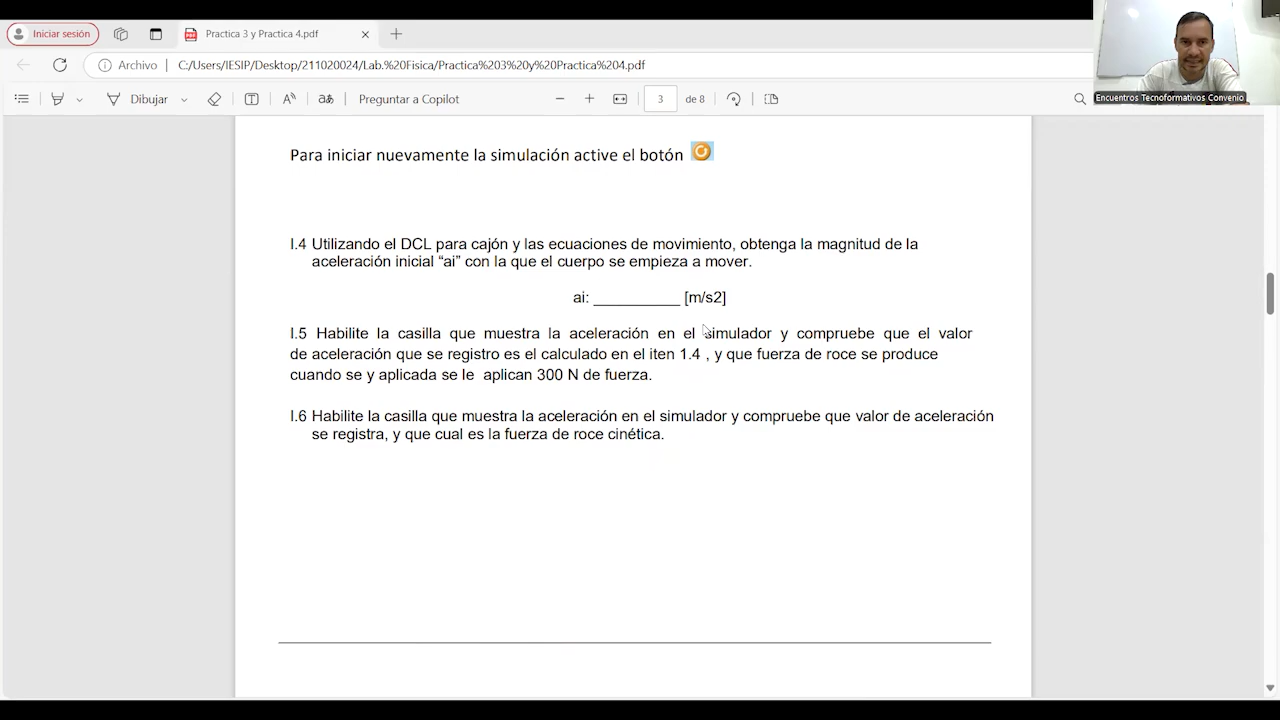 Iniciar sesión
Practica 3 y Practica 4.pdf
Archivo
C:/Users/IESIP/Desktop/211020024/Lab.%20Fisica/Practica%203%20y%20Practica%204.pdf
Dibujar
Preguntar a Copilot
3
de 8
Encuentros Tecnoformativos Convenio
Para iniciar nuevamente la simulación active el botón
I.4 Utilizando el DCL para cajón y las ecuaciones de movimiento, obtenga la magnitud de la
aceleración inicial “ai” con la que el cuerpo se empieza a mover.
ai: __________ [m/s2]
I.5 Habilite la casilla que muestra la aceleración en el simulador y compruebe que el valor
de aceleración que se registro es el calculado en el iten 1.4 , y que fuerza de roce se produce
cuando se y aplicada se le aplican 300 N de fuerza.
I.6 Habilite la casilla que muestra la aceleración en el simulador y compruebe que valor de aceleración
se registra, y que cual es la fuerza de roce cinética.